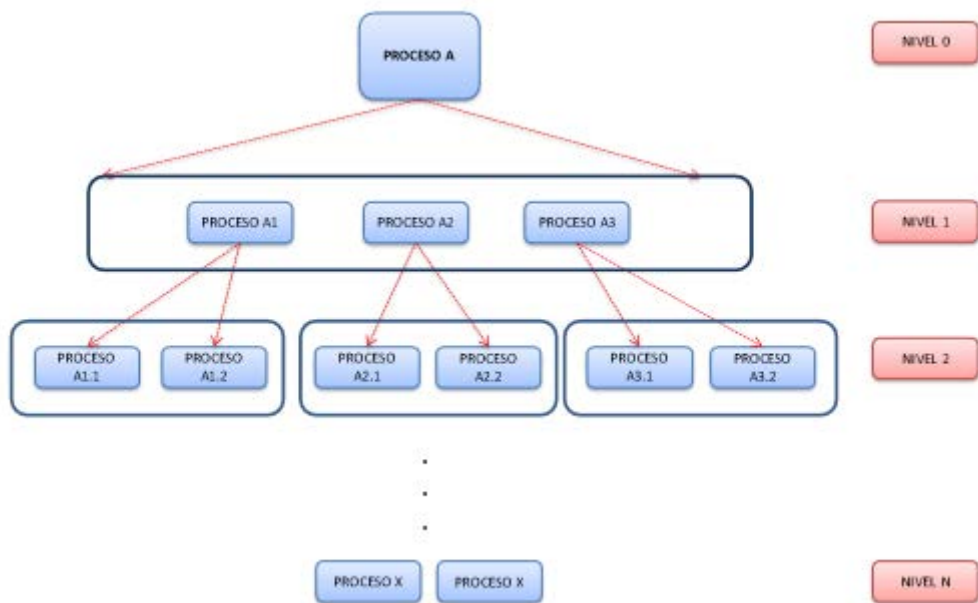 PROCESO A
NIVEL 0
PROCESO A1
PROCESO A2
PROCESO A3
NIVEL 1
PROCESO
A1.1
PROCESO
A1.2
PROCESO
A2.1
PROCESO
A2.2
PROCESO
A3.1
PROCESO
A3.2
NIVEL 2
.
.
.
PROCESO X
PROCESO X
NIVEL N